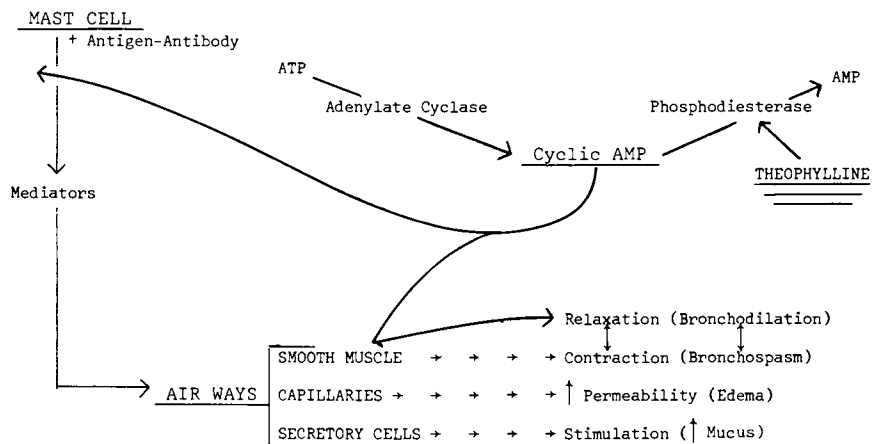 MAST CELL
+ Antigen-Antibody
ATP
AMP
Adenylate Cyclase
Phosphodiesterase
Cyclic AMP
THEOPHYLLINE
Mediators
Relaxation (Bronchodilation)
SMOOTH MUSCLE → → → → → Contraction (Bronchospasm)
AIR WAYS
CAPILLARIES → → → → → ↑ Permeability (Edema)
SECRETORY CELLS → → → → → Stimulation (↑ Mucus)